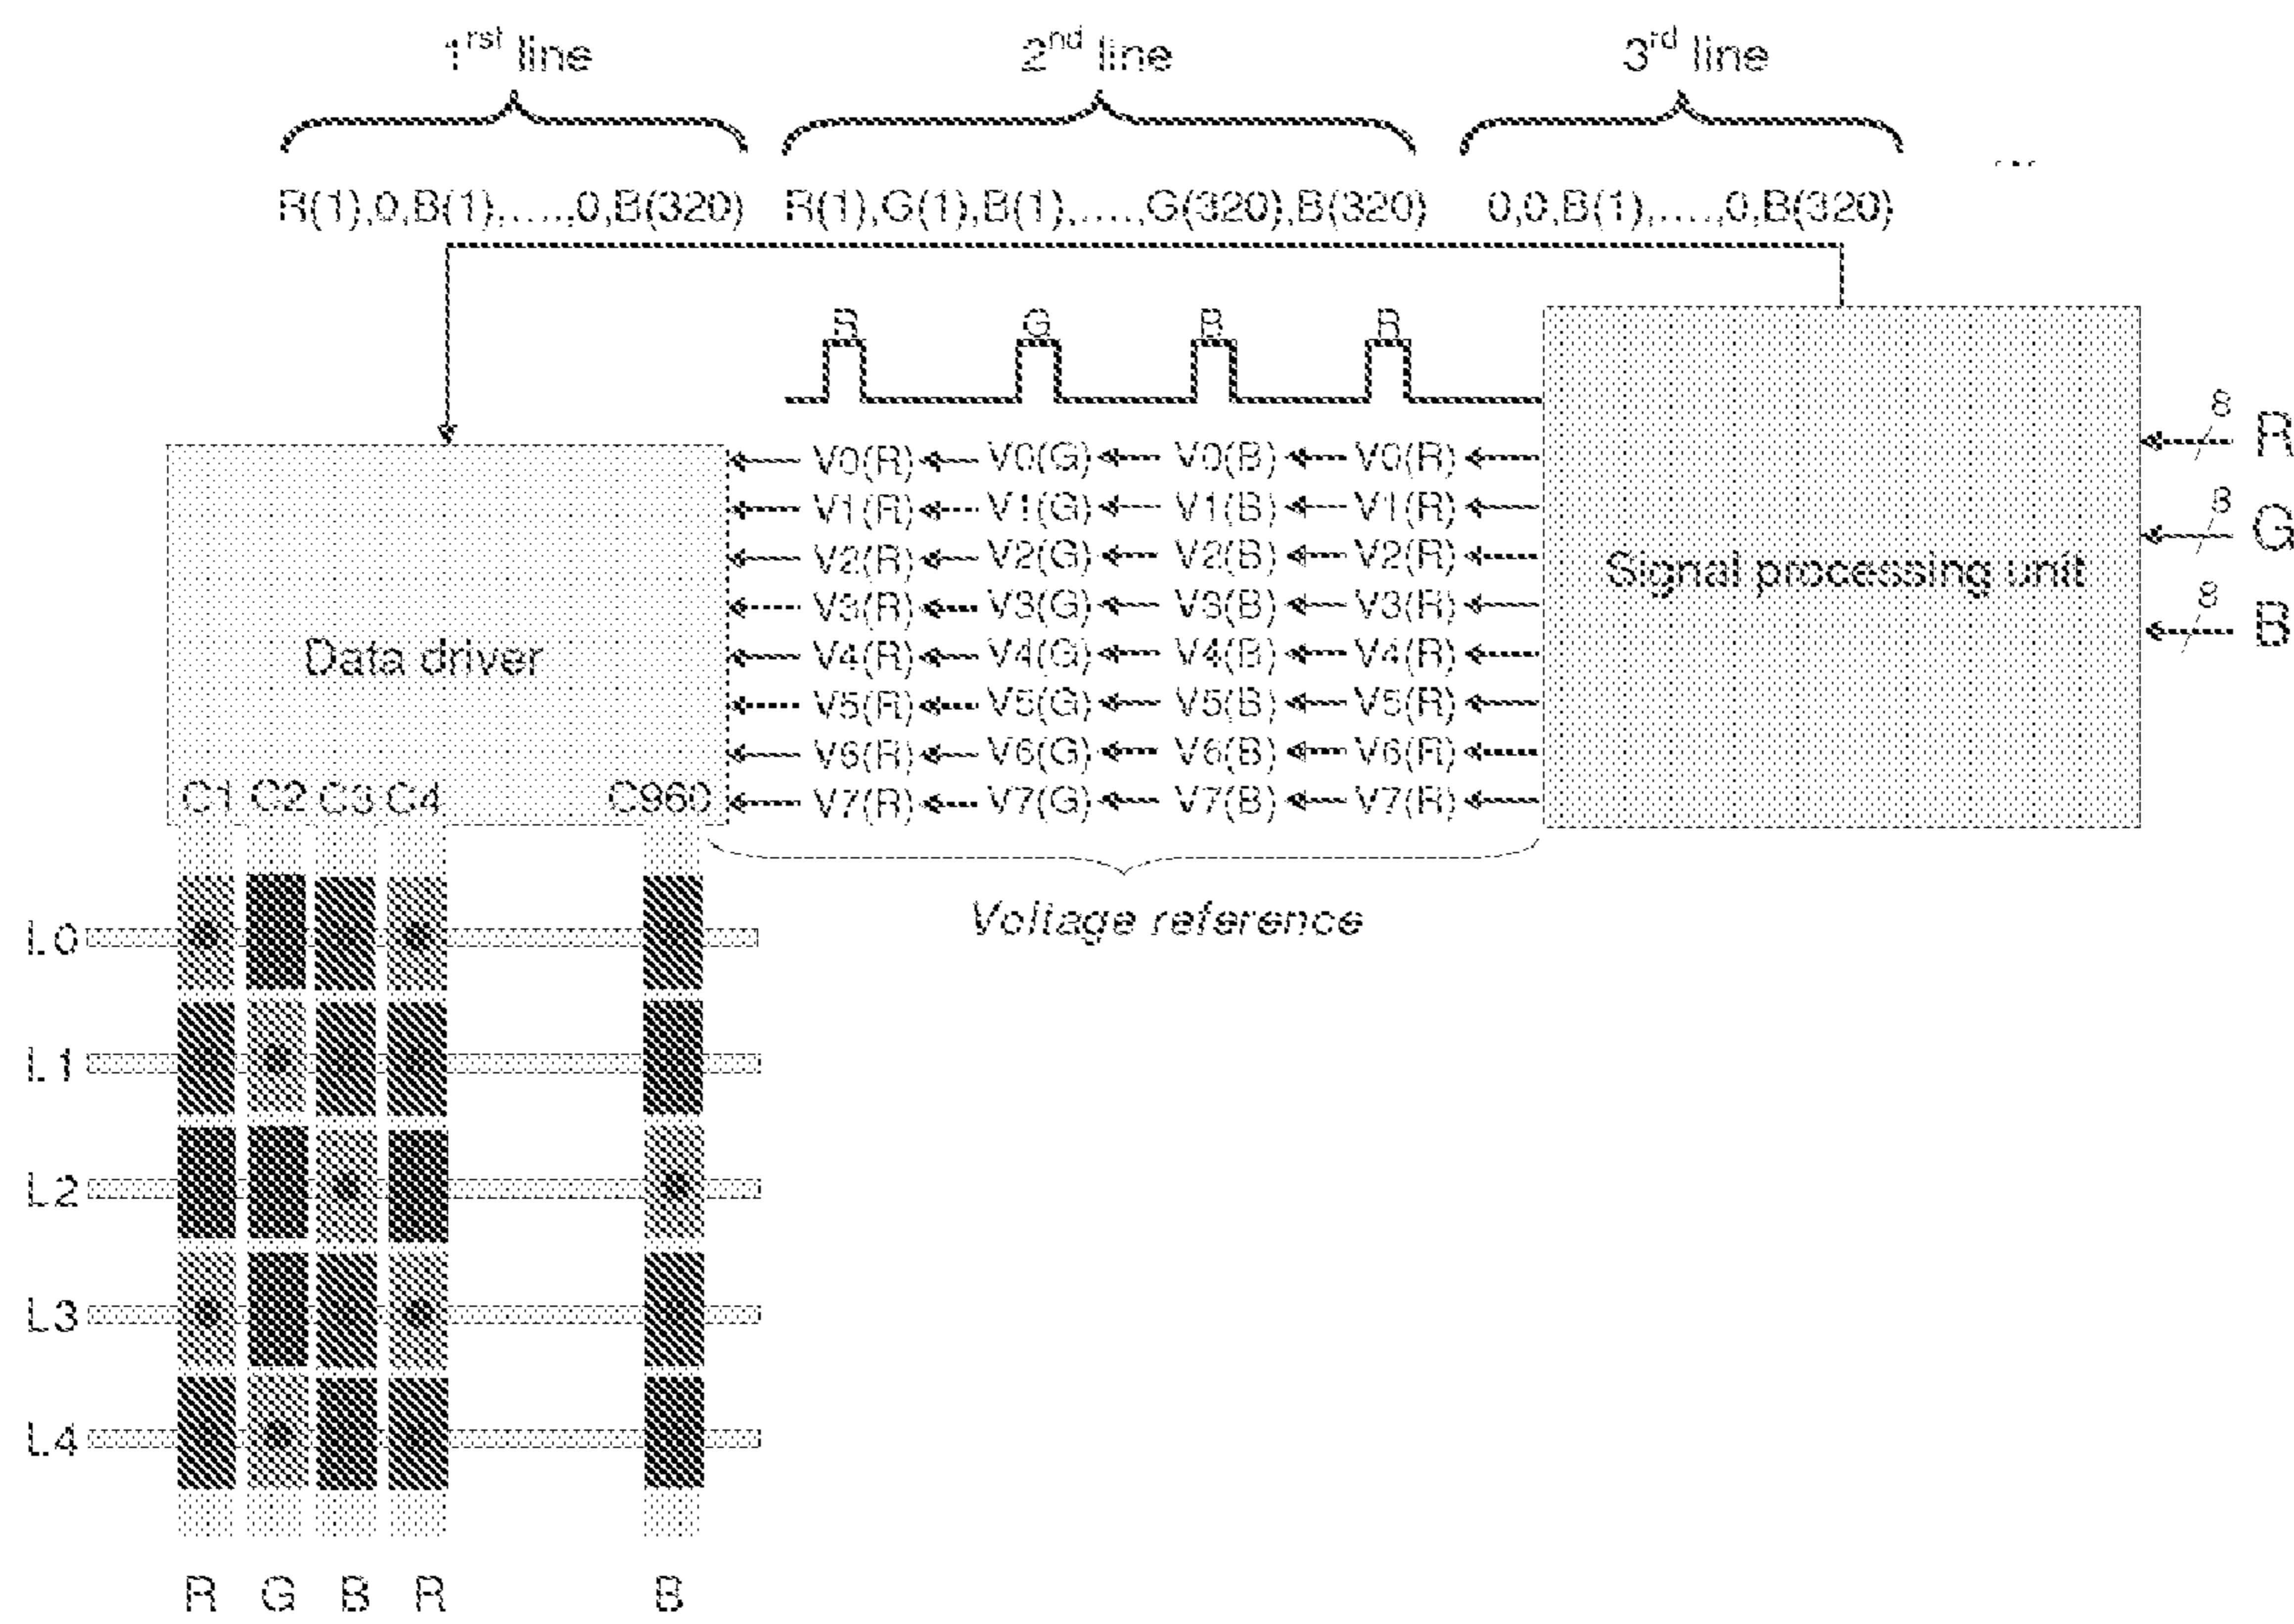 1rst line 2nd line 3rd line
R(1),0,B(1),.....,0,B(320) R(1),G(1),B(1),.....,G(320),B(320) 0,0,B(1),.....,0,B(320) ...
R G B R
V0(R) V0(G) V0(B) V0(R)
V1(R) V1(G) V1(B) V1(R)
V2(R) V2(G) V2(B) V2(R)
V3(R) V3(G) V3(B) V3(R)
V4(R) V4(G) V4(B) V4(R)
V5(R) V5(G) V5(B) V5(R)
V6(R) V6(G) V6(B) V6(R)
V7(R) V7(G) V7(B) V7(R)
Signal processing unit
8 R
8 G
8 B
Data driver
C1 C2 C3 C4 C960
Voltage reference
L0
L1
L2
L3
L4
R G B R B